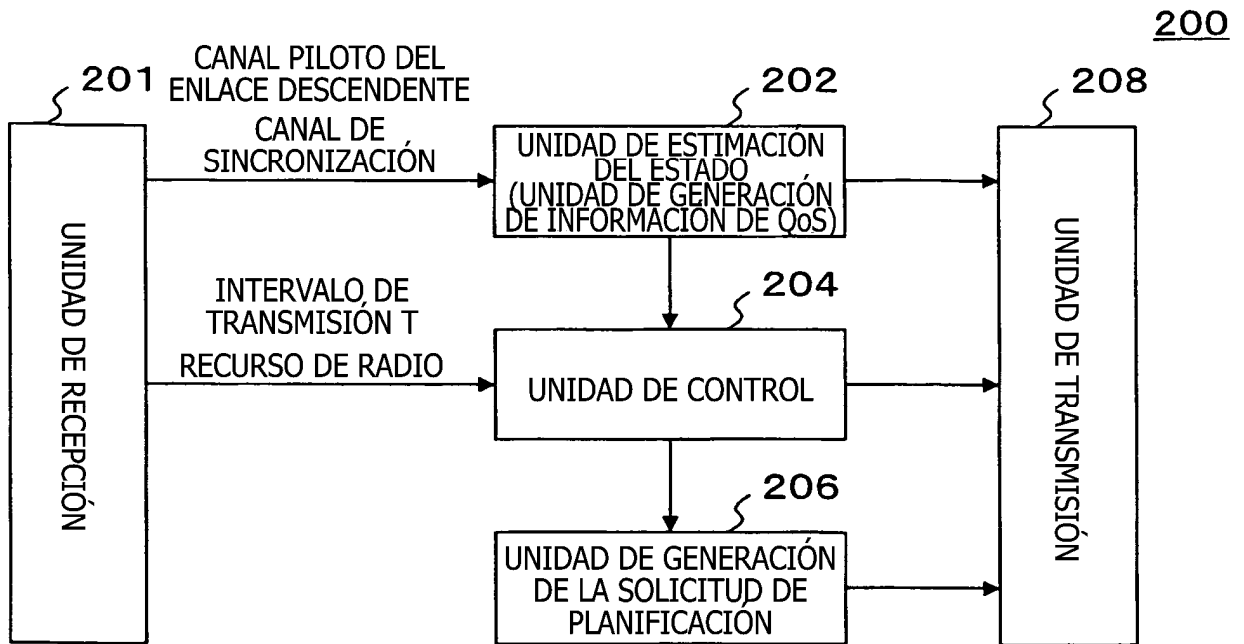 200
201
CANAL PILOTO DEL
ENLACE DESCENDENTE
CANAL DE
SINCRONIZACIÓN
202
208
UNIDAD DE ESTIMACIÓN
DEL ESTADO
(UNIDAD DE GENERACIÓN
DE INFORMACIÓN DE QoS)
UNIDAD DE RECEPCIÓN
INTERVALO DE
TRANSMISIÓN T
RECURSO DE RADIO
204
UNIDAD DE CONTROL
UNIDAD DE TRANSMISIÓN
206
UNIDAD DE GENERACIÓN
DE LA SOLICITUD DE
PLANIFICACIÓN